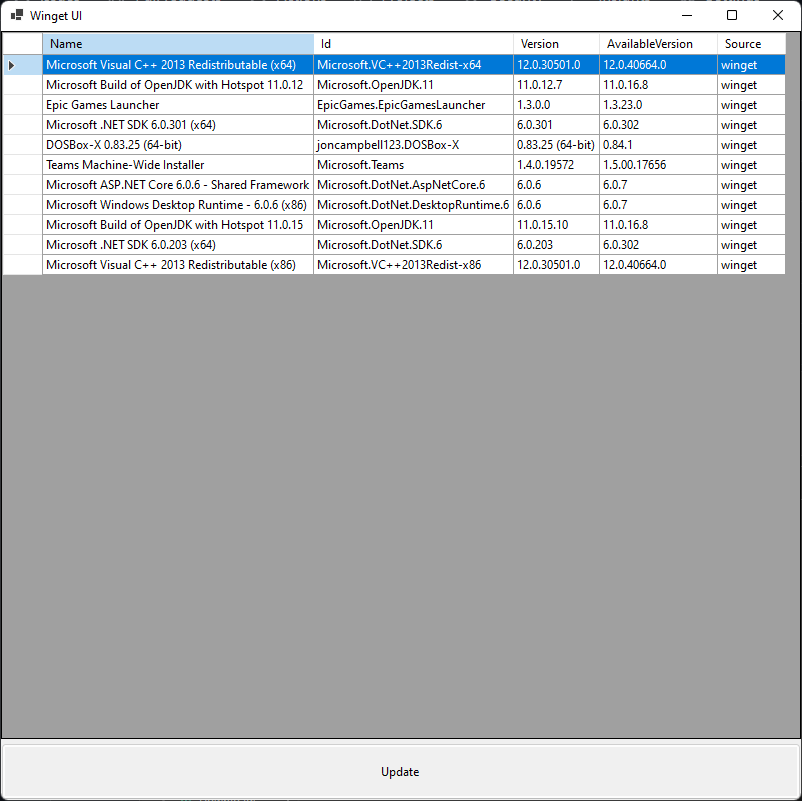 Winget UI
Name Id Version AvailableVersion Source
Microsoft Visual C++ 2013 Redistributable (x64) Microsoft.VC++2013Redist-x64 12.0.30501.0 12.0.40664.0 winget
Microsoft Build of OpenJDK with Hotspot 11.0.12 Microsoft.OpenJDK.11 11.0.12.7 11.0.16.8 winget
Epic Games Launcher EpicGames.EpicGamesLauncher 1.3.0.0 1.3.23.0 winget
Microsoft .NET SDK 6.0.301 (x64) Microsoft.DotNet.SDK.6 6.0.301 6.0.302 winget
DOSBox-X 0.83.25 (64-bit) joncampbell123.DOSBox-X 0.83.25 (64-bit) 0.84.1 winget
Teams Machine-Wide Installer Microsoft.Teams 1.4.0.19572 1.5.00.17656 winget
Microsoft ASP.NET Core 6.0.6 - Shared Framework Microsoft.DotNet.AspNetCore.6 6.0.6 6.0.7 winget
Microsoft Windows Desktop Runtime - 6.0.6 (x86) Microsoft.DotNet.DesktopRuntime.6 6.0.6 6.0.7 winget
Microsoft Build of OpenJDK with Hotspot 11.0.15 Microsoft.OpenJDK.11 11.0.15.10 11.0.16.8 winget
Microsoft .NET SDK 6.0.203 (x64) Microsoft.DotNet.SDK.6 6.0.203 6.0.302 winget
Microsoft Visual C++ 2013 Redistributable (x86) Microsoft.VC++2013Redist-x86 12.0.30501.0 12.0.40664.0 winget
Update